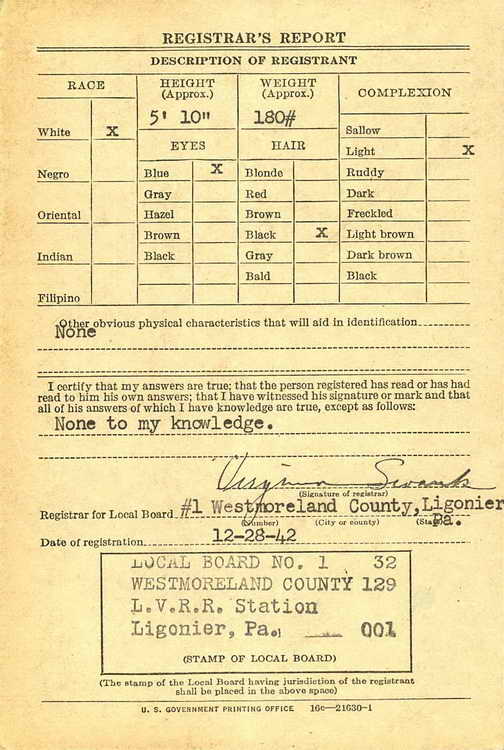 REGISTRAR'S REPORT
DESCRIPTION OF REGISTRANT
RACE
HEIGHT (Approx.)
WEIGHT (Approx.)
COMPLEXION
5' 10"
180#
White X
Sallow
EYES
HAIR
Light X
Negro
Blue X
Blonde
Ruddy
Gray
Red
Dark
Oriental
Hazel
Brown
Freckled
Brown
Black X
Light brown
Indian
Black
Gray
Dark brown
Bald
Black
Filipino
Other obvious physical characteristics that will aid in identification
None
I certify that my answers are true; that the person registered has read or has had
read to him his own answers; that I have witnessed his signature or mark and that
all of his answers of which I have knowledge are true, except as follows:
None to my knowledge.
Virginia Swank
(Signature of registrar)
Registrar for Local Board #1 Westmoreland County, Ligonier
Pa.
(Number) (City or county) (State)
Date of registration 12-28-42
LOCAL BOARD NO. 1 32
WESTMORELAND COUNTY 129
L.V.R.R. Station
Ligonier, Pa. 001
(STAMP OF LOCAL BOARD)
(The stamp of the Local Board having jurisdiction of the registrant
shall be placed in the above space)
U. S. GOVERNMENT PRINTING OFFICE 16c—21630-1